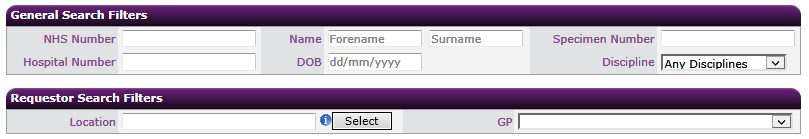 General Search Filters
NHS Number Name Forename Surname Specimen Number
Hospital Number DOB dd/mm/yyyy Discipline Any Disciplines
Requestor Search Filters
Location i Select GP